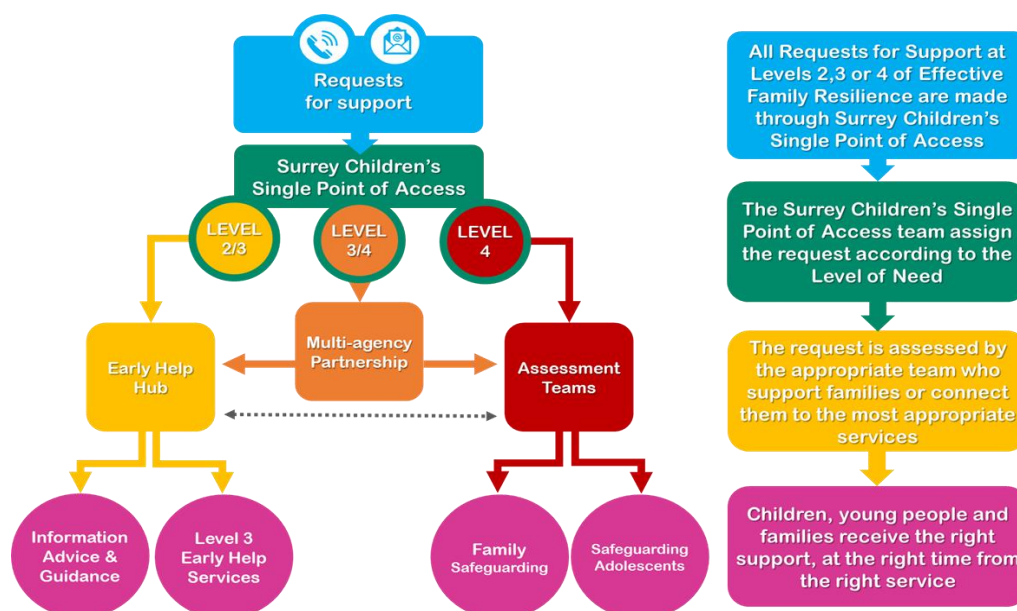 Requests
for support
Surrey Children's
Single Point of Access
LEVEL
2/3
LEVEL
3/4
LEVEL
4
Early Help
Hub
Multi-agency
Partnership
Assessment
Teams
Information
Advice &
Guidance
Level 3
Early Help
Services
Family
Safeguarding
Safeguarding
Adolescents
All Requests for Support at
Levels 2,3 or 4 of Effective
Family Resilience are made
through Surrey Children's
Single Point of Access
The Surrey Children's Single
Point of Access team assign
the request according to the
Level of Need
The request is assessed by
the appropriate team who
support families or connect
them to the most appropriate
services
Children, young people and
families receive the right
support, at the right time from
the right service